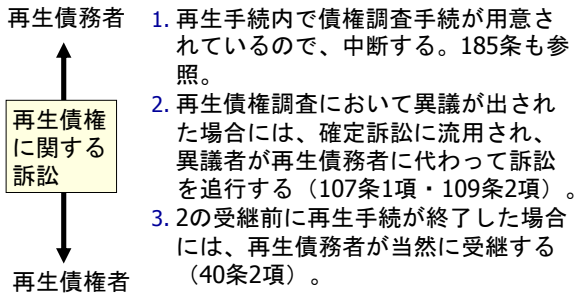 再生債務者
再生債権
に関する
訴訟
再生債権者
1. 再生手続内で債権調査手続が用意さ
れているので、中断する。185条も参
照。
2. 再生債権調査において異議が出され
た場合には、確定訴訟に流用され、
異議者が再生債務者に代わって訴訟
を追行する（107条1項・109条2項）。
3. 2の受継前に再生手続が終了した場合
には、再生債務者が当然に受継する
（40条2項）。